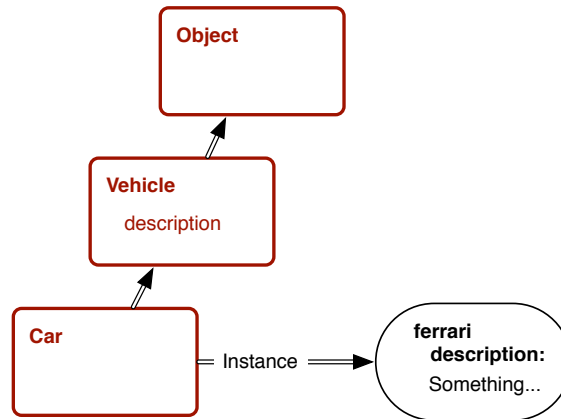 Object
Vehicle
description
Car
Instance
ferrari
description:
Something...